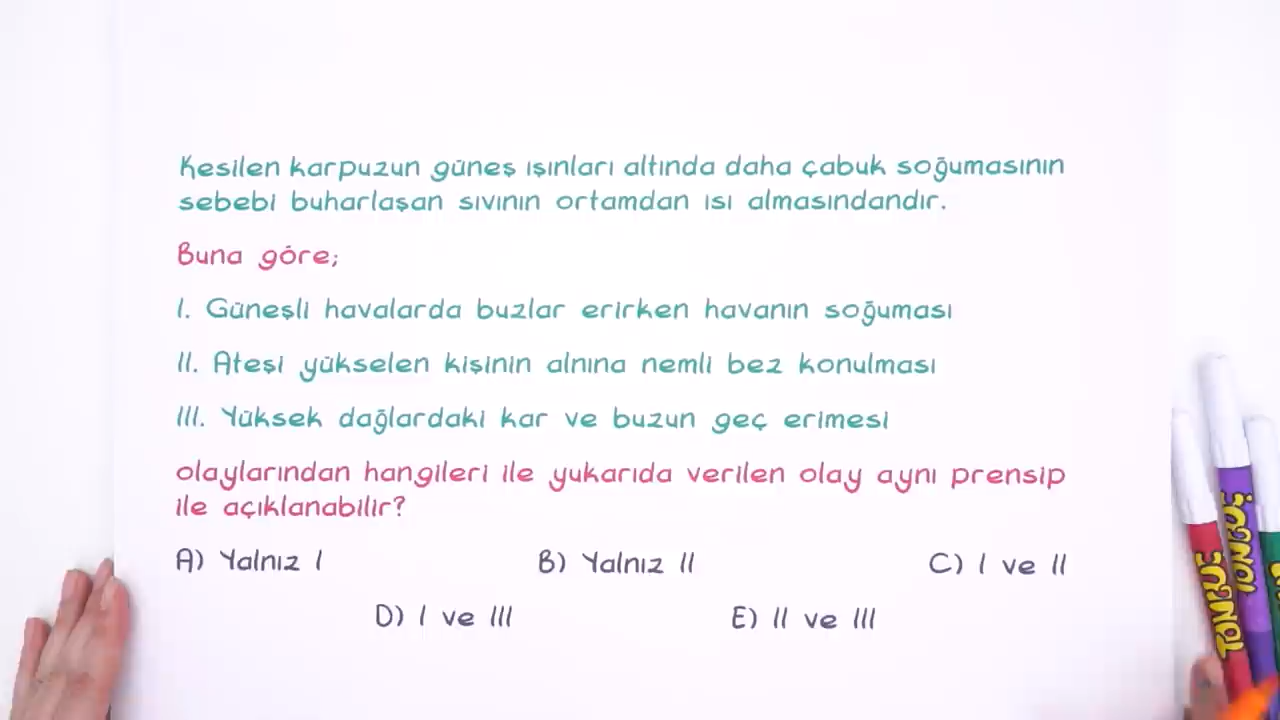 Kesilen karpuzun güneş ışınları altında daha çabuk soğumasının
sebebi buharlaşan sıvının ortamdan ısı almasındandır.
Buna göre;
I. Güneşli havalarda buzlar erirken havanın soğuması
II. Ateşi yükselen kişinin alnına nemli bez konulması
III. Yüksek dağlardaki kar ve buzun geç erimesi
olaylarından hangileri ile yukarıda verilen olay aynı prensip
ile açıklanabilir?
A) Yalnız I B) Yalnız II C) I ve II
D) I ve III E) II ve III
TONGUÇ
TONGUÇ